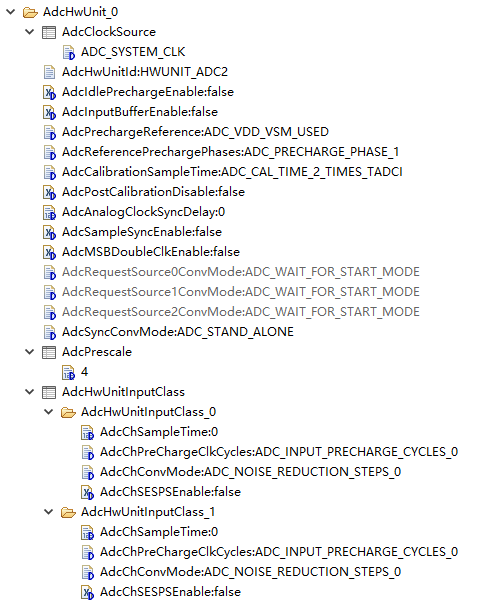 AdcHwUnit_0
AdcClockSource
ADC_SYSTEM_CLK
AdcHwUnitId:HWUNIT_ADC2
AdcIdlePrechargeEnable:false
AdcInputBufferEnable:false
AdcPrechargeReference:ADC_VDD_VSM_USED
AdcReferencePrechargePhases:ADC_PRECHARGE_PHASE_1
AdcCalibrationSampleTime:ADC_CAL_TIME_2_TIMES_TADCI
AdcPostCalibrationDisable:false
AdcAnalogClockSyncDelay:0
AdcSampleSyncEnable:false
AdcMSBDoubleClkEnable:false
AdcRequestSource0ConvMode:ADC_WAIT_FOR_START_MODE
AdcRequestSource1ConvMode:ADC_WAIT_FOR_START_MODE
AdcRequestSource2ConvMode:ADC_WAIT_FOR_START_MODE
AdcSyncConvMode:ADC_STAND_ALONE
AdcPrescale
4
AdcHwUnitInputClass
AdcHwUnitInputClass_0
AdcChSampleTime:0
AdcChPreChargeClkCycles:ADC_INPUT_PRECHARGE_CYCLES_0
AdcChConvMode:ADC_NOISE_REDUCTION_STEPS_0
AdcChSESPSEnable:false
AdcHwUnitInputClass_1
AdcChSampleTime:0
AdcChPreChargeClkCycles:ADC_INPUT_PRECHARGE_CYCLES_0
AdcChConvMode:ADC_NOISE_REDUCTION_STEPS_0
AdcChSESPSEnable:false